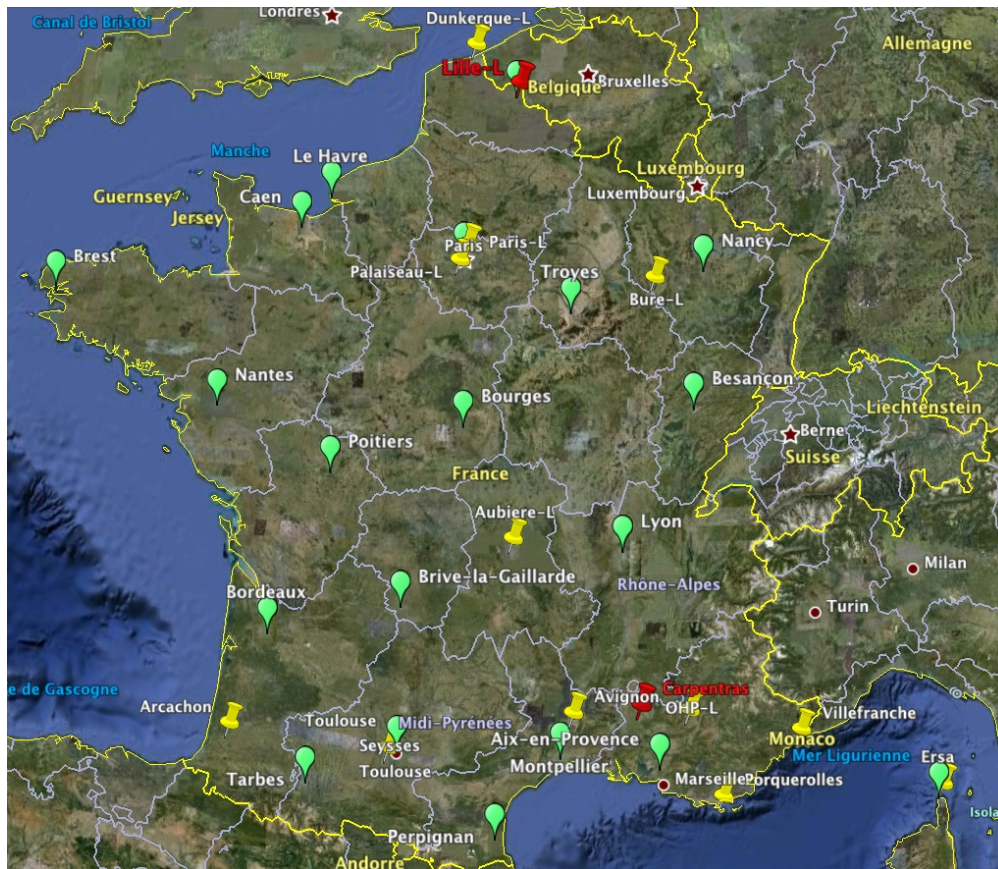 Londres
Dunkerque-L
Canal de Bristol
Allemagne
Lille-L
Bruxelles
Belgique
Manche
Le Havre
Luxembourg
Luxembourg
Guernsey
Caen
Jersey
Paris
Paris-L
Nancy
Brest
Palaiseau-L
Troyes
Bure-L
Nantes
Besançon
Bourges
Liechtenstein
Poitiers
Berne
Suisse
France
Aubiere-L
Lyon
Milan
Brive-la-Gaillarde
Rhône-Alpes
Bordeaux
Turin
e de Gascogne
Carpentras
Avignon
Arcachon
OHP-L
Toulouse
Midi-Pyrénées
Villefranche
Seysses
Aix-en-Provence
Monaco
Toulouse
Montpellier
Mer Ligurienne
Ersa
Tarbes
Marseille
Porquerolles
Isola
Perpignan
Andorre